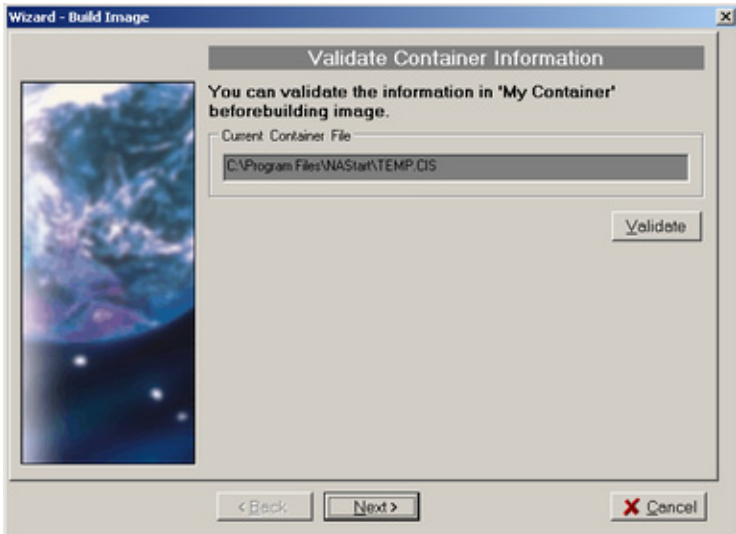 Wizard - Build Image
Validate Container Information
You can validate the information in 'My Container'
beforebuilding image.
Current Container File
C:\Program Files\NAStart\TEMP.CIS
Validate
< Back
Next >
Cancel